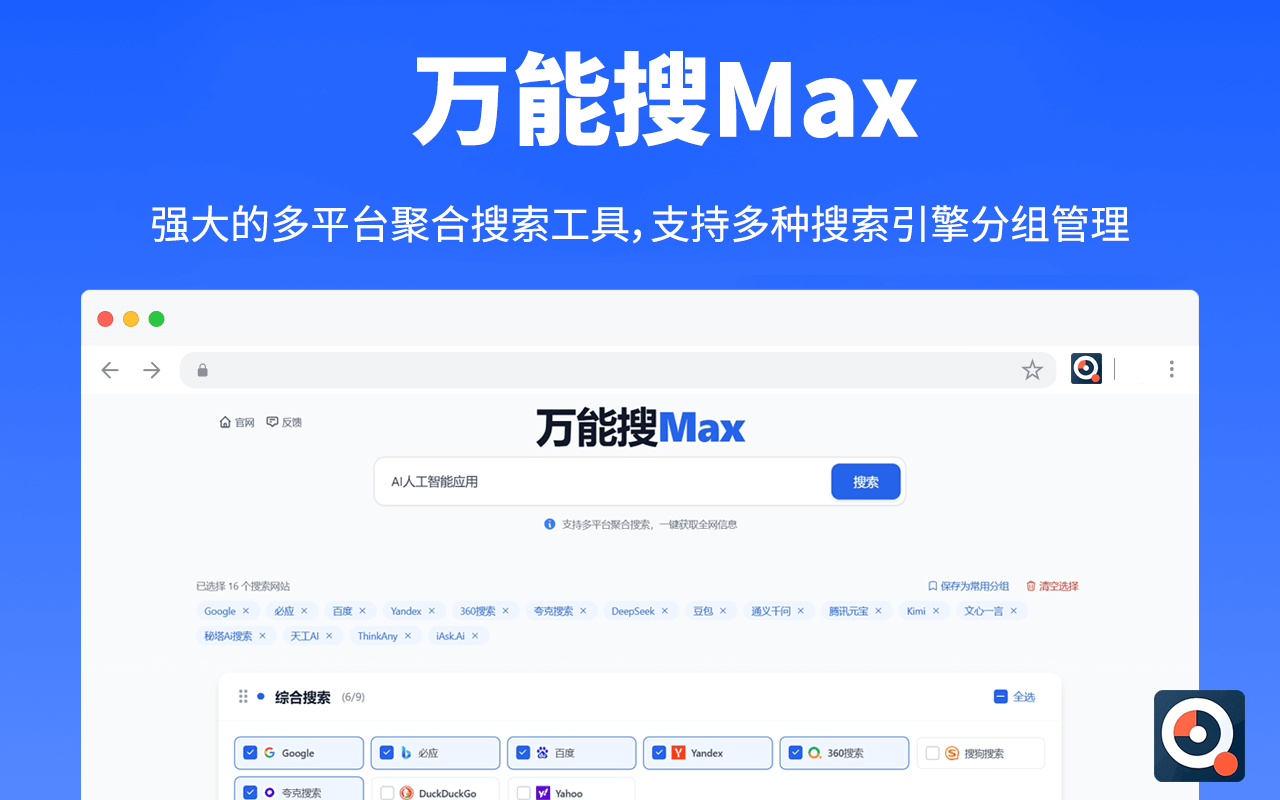 万能搜Max
强大的多平台聚合搜索工具,支持多种搜索引擎分组管理
官网 反馈
万能搜Max
AI人工智能应用 搜索
支持多平台聚合搜索，一键获取全网信息
已选择 16 个搜索网站 保存为常用分组 清空选择
Google × 必应 × 百度 × Yandex × 360搜索 × 夸克搜索 × DeepSeek × 豆包 × 通义千问 × 腾讯元宝 × Kimi × 文心一言 ×
秘塔Ai搜索 × 天工AI × ThinkAny × iAsk.Ai ×
综合搜索 (6/9) 全选
Google 必应 百度 Yandex 360搜索 搜狗搜索
夸克搜索 DuckDuckGo Yahoo